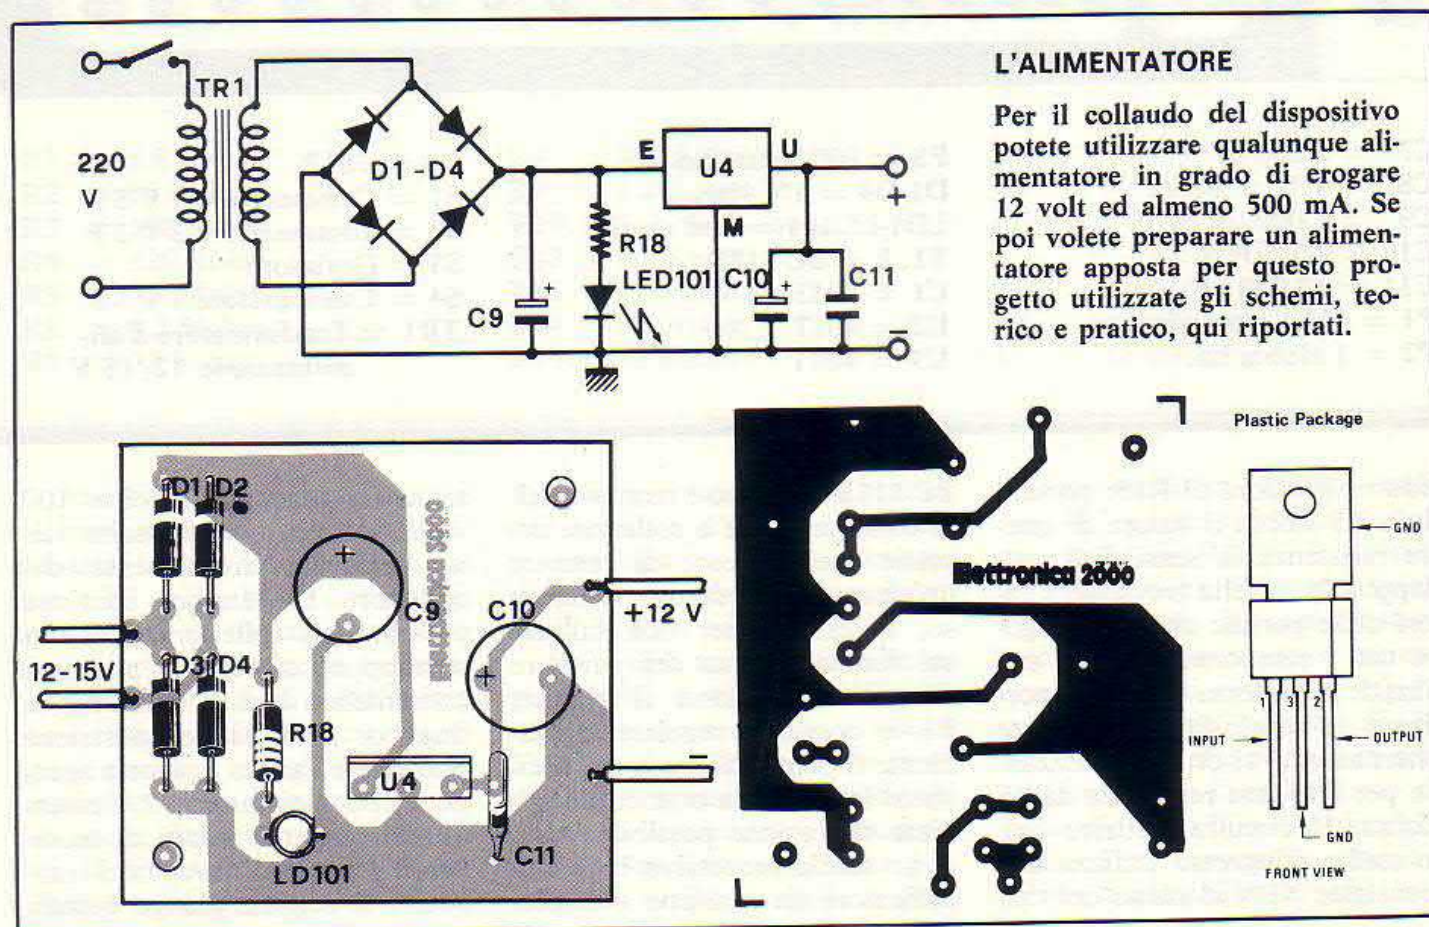 TR1
220
V
D1-D4
E
U4
U
M
+
R18
LED101
C9
+
C10
+
C11
−
L'ALIMENTATORE
Per il collaudo del dispositivo
potete utilizzare qualunque ali-
mentatore in grado di erogare
12 volt ed almeno 500 mA. Se
poi volete preparare un alimen-
tatore apposta per questo pro-
getto utilizzate gli schemi, teo-
rico e pratico, qui riportati.
D1
D2
+
C9
Elettronica 2000
C10
+12 V
+
12-15V
D3
D4
R18
U4
−
C11
LD101
Elettronica 2000
Plastic Package
GND
1
3
2
INPUT
OUTPUT
GND
FRONT VIEW